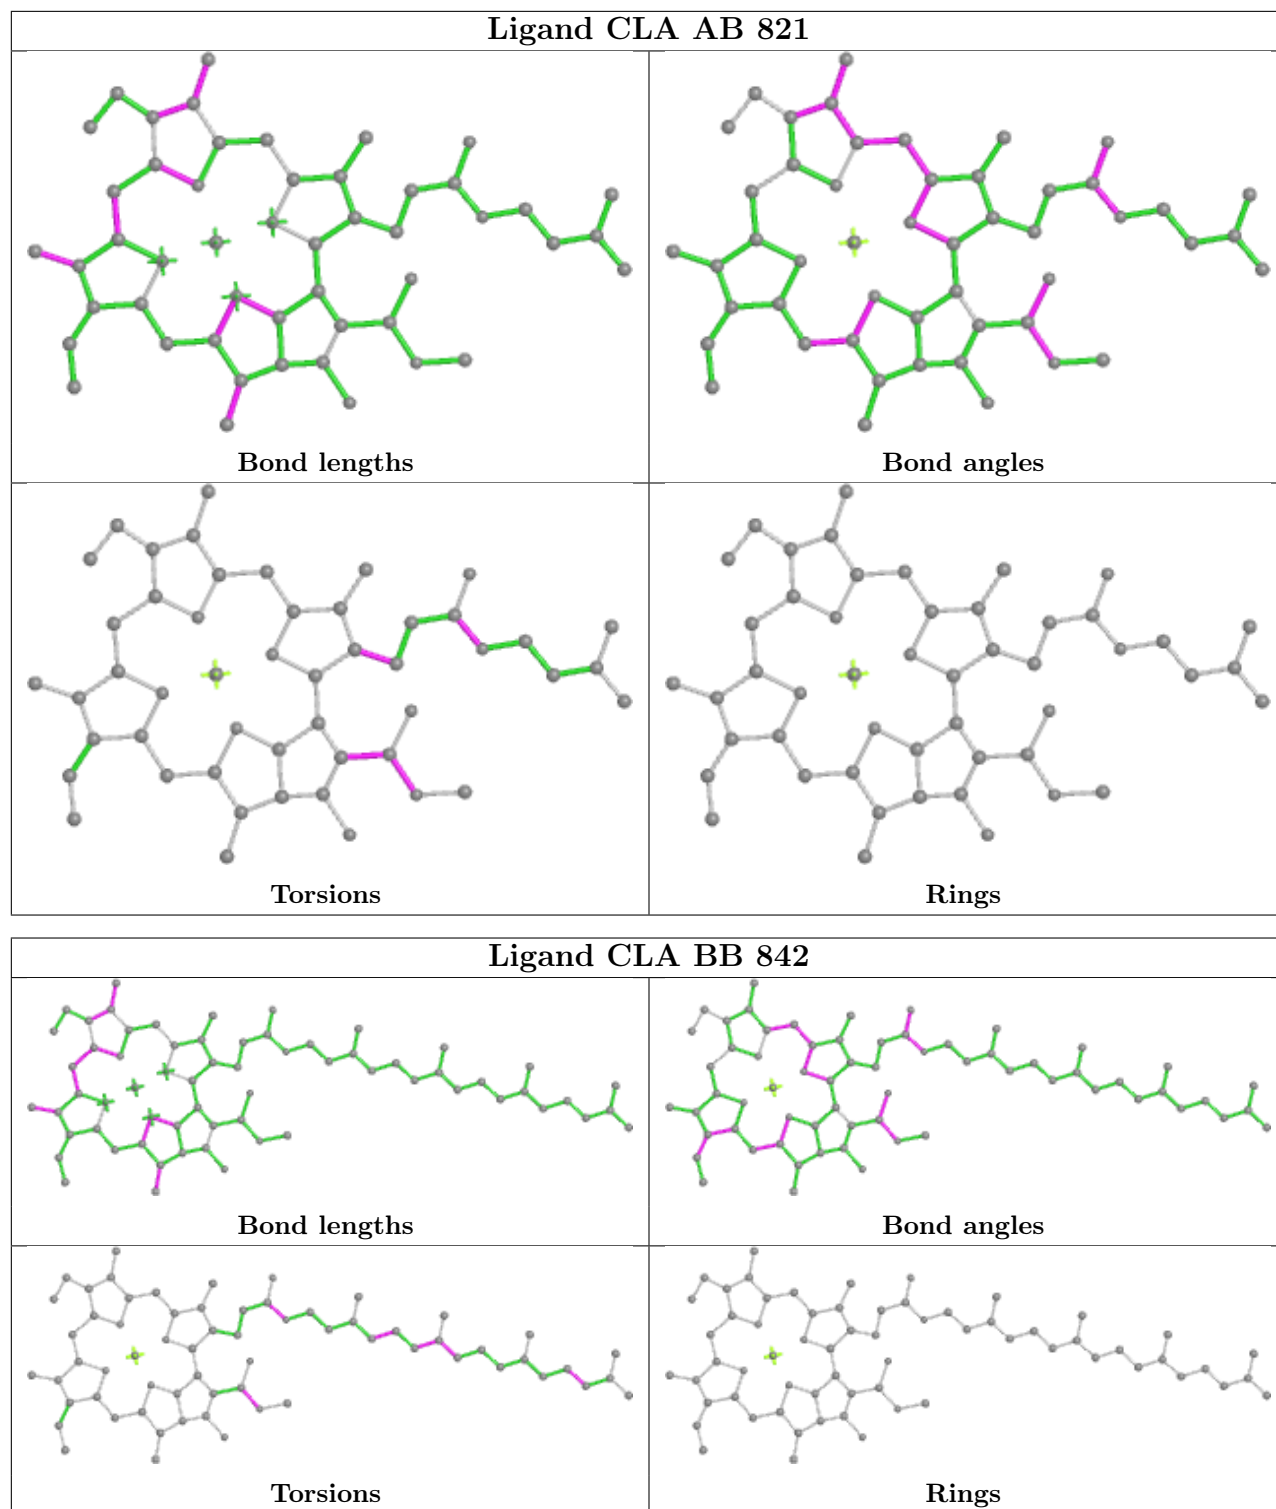 Ligand CLA AB 821
Bond lengths
Bond angles
Torsions
Rings
Ligand CLA BB 842
Bond lengths
Bond angles
Torsions
Rings